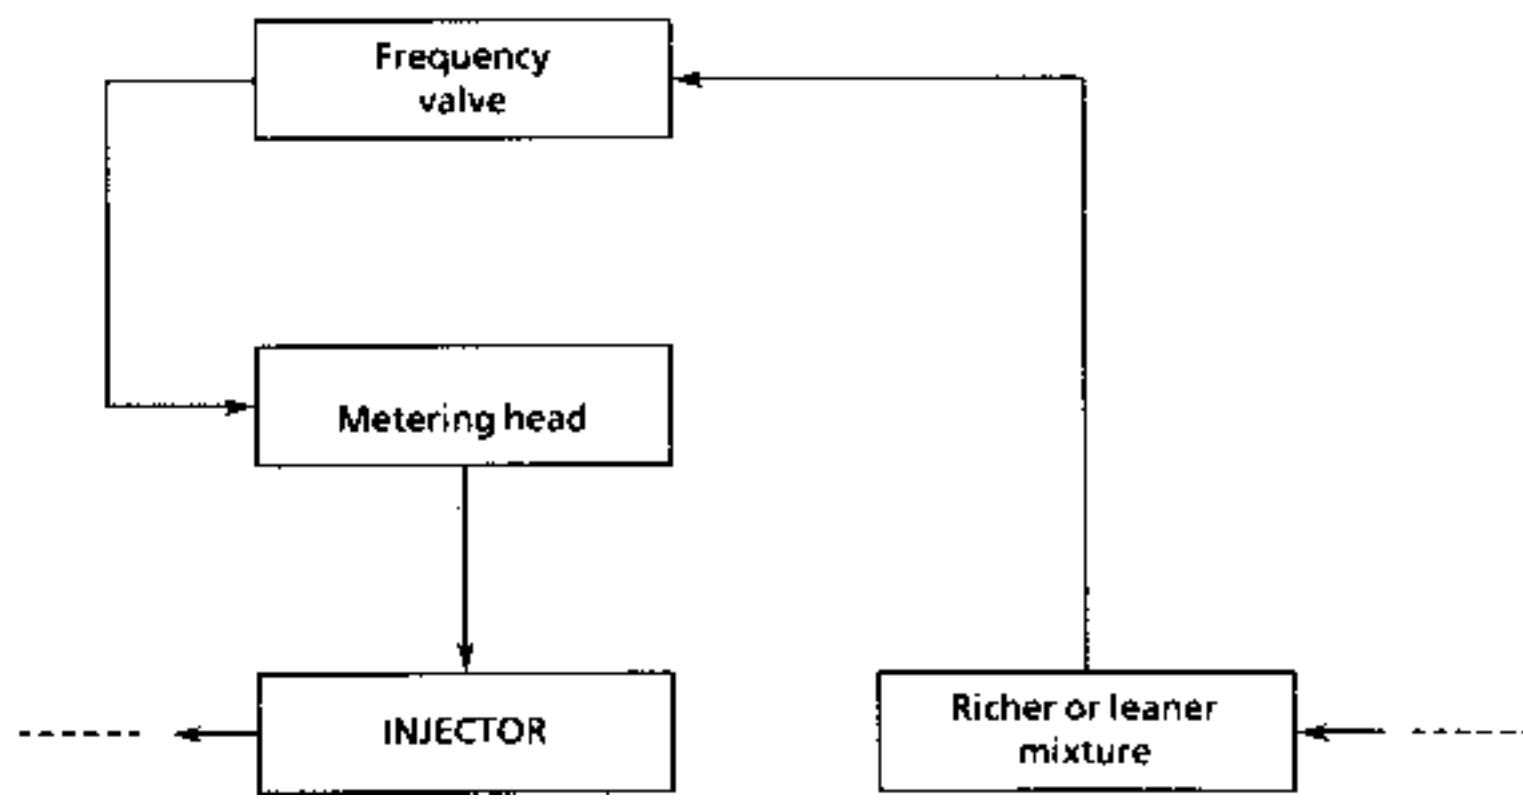 Frequency
valve
Metering head
INJECTOR
Richer or leaner
mixture